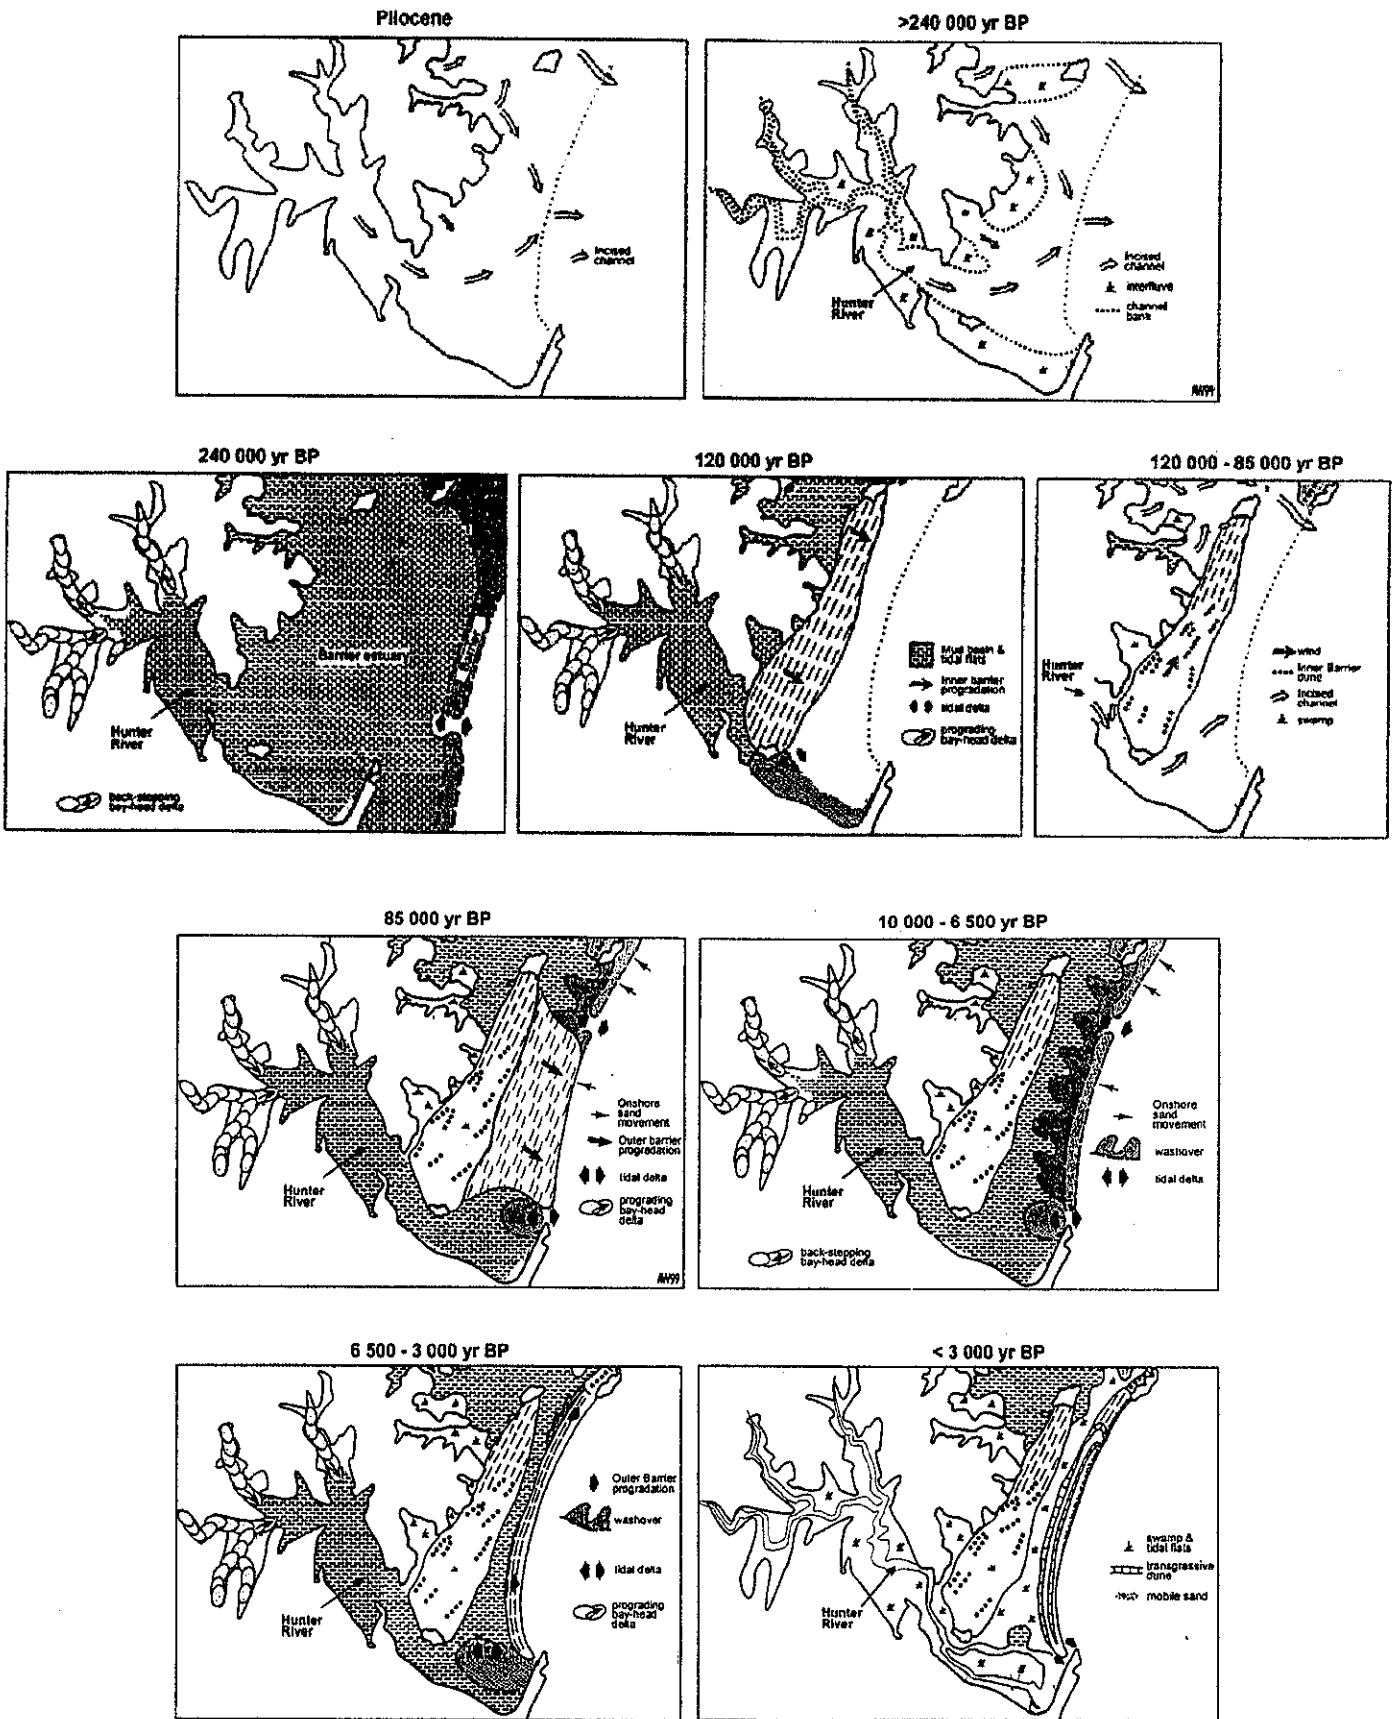 Pliocene
Incised
channel
>240 000 yr BP
Hunter
River
Incised
channel
interfluve
channel
bank
AW99
240 000 yr BP
Barrier estuary
Hunter
River
back-stepping
bay-head delta
120 000 yr BP
Hunter
River
Mud basin &
tidal flats
Inner barrier
progradation
tidal delta
prograding
bay-head delta
120 000 - 85 000 yr BP
Hunter
River
wind
Inner Barrier
dune
Incised
channel
swamp
85 000 yr BP
Hunter
River
Onshore
sand
movement
Outer barrier
progradation
tidal delta
prograding
bay-head
delta
AW99
10 000 - 6 500 yr BP
Hunter
River
Onshore
sand
movement
washover
tidal delta
back-stepping
bay-head delta
6 500 - 3 000 yr BP
Hunter
River
Outer Barrier
progradation
washover
tidal delta
prograding
bay-head
delta
< 3 000 yr BP
Hunter
River
swamp &
tidal flats
transgressive
dune
mobile sand